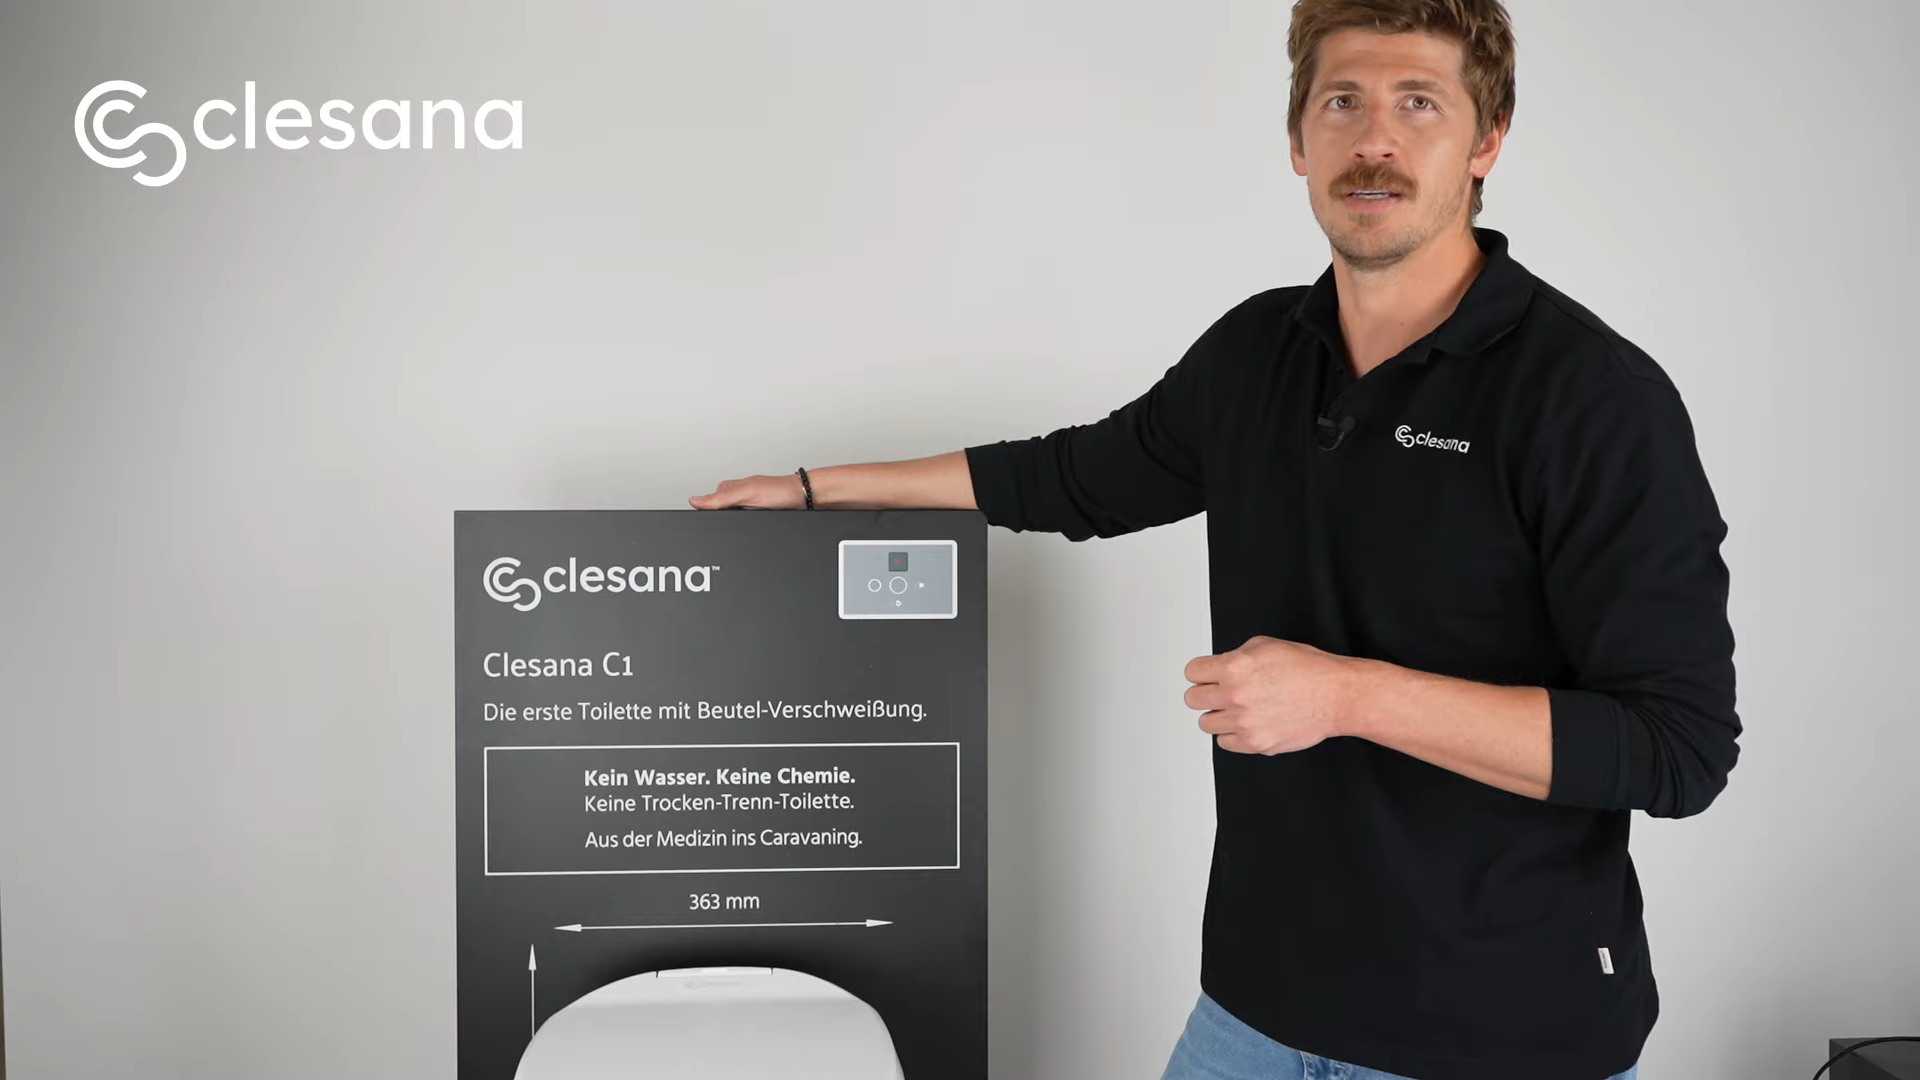 clesana
clesana
clesana™
Clesana C1
Die erste Toilette mit Beutel-Verschweißung.
Kein Wasser. Keine Chemie.
Keine Trocken-Trenn-Toilette.
Aus der Medizin ins Caravaning.
363 mm